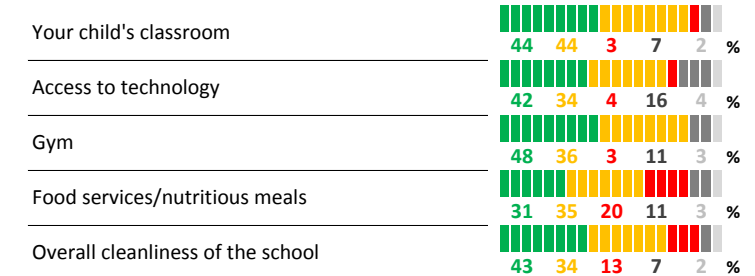 Your child's classroom
44 44 3 7 2 %
Access to technology
42 34 4 16 4 %
Gym
48 36 3 11 3 %
Food services/nutritious meals
31 35 20 11 3 %
Overall cleanliness of the school
43 34 13 7 2 %